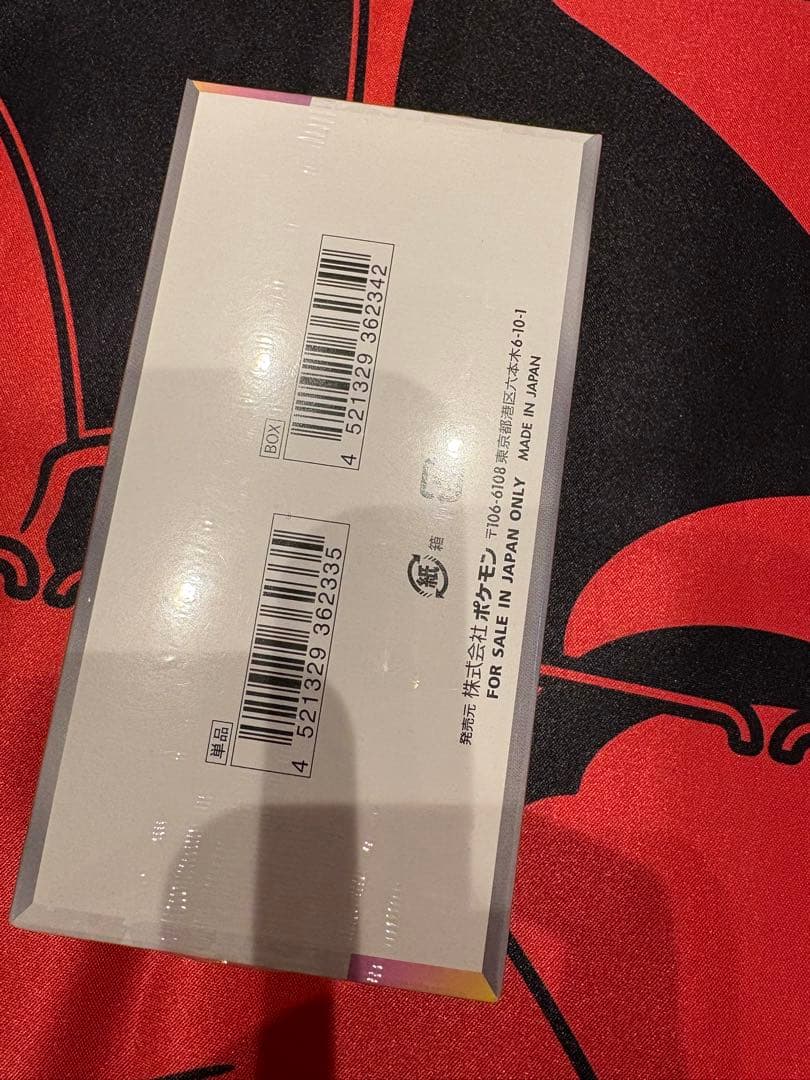 単品
4 521329 362335
BOX
4 521329 362342
紙 箱
発売元 株式会社 ポケモン 〒106-6108 東京都港区六本木6-10-1
FOR SALE IN JAPAN ONLY MADE IN JAPAN